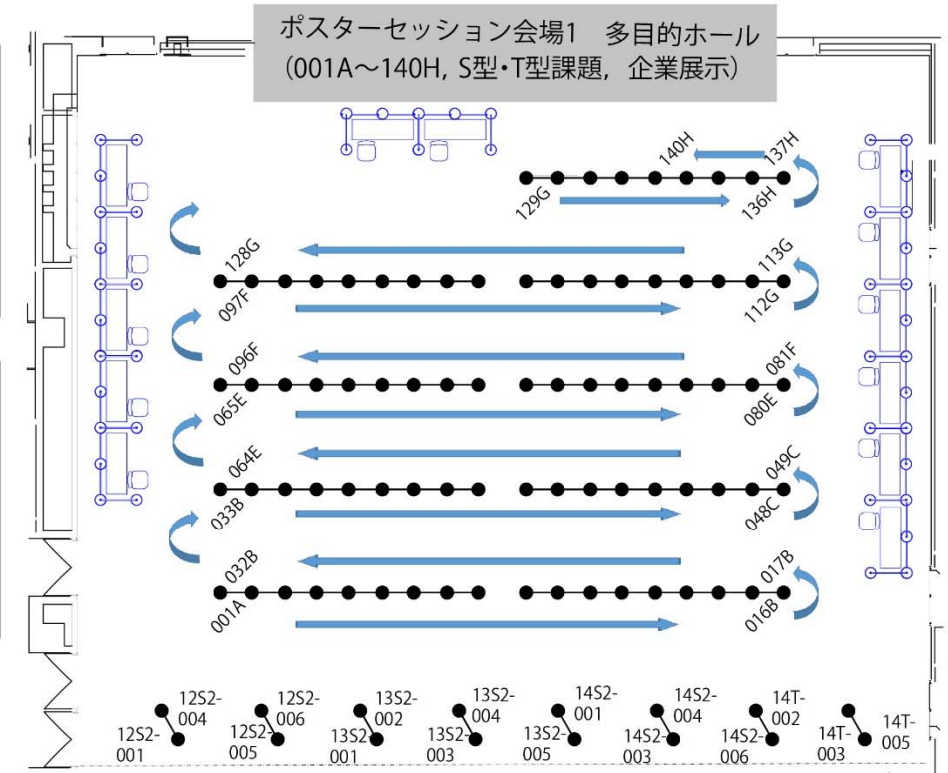 ポスターセッション会場1　多目的ホール
(001A～140H, S型・T型課題, 企業展示)
140H
137H
129G
136H
128G
113G
097F
112G
096F
081F
065E
080E
064E
049C
033B
048C
032B
017B
001A
016B
12S2-
004
12S2-
006
13S2-
002
13S2-
004
14S2-
001
14S2-
004
14T-
002
14T-
005
12S2-
001
12S2-
005
13S2-
001
13S2-
003
13S2-
005
14S2-
003
14S2-
006
14T-
003